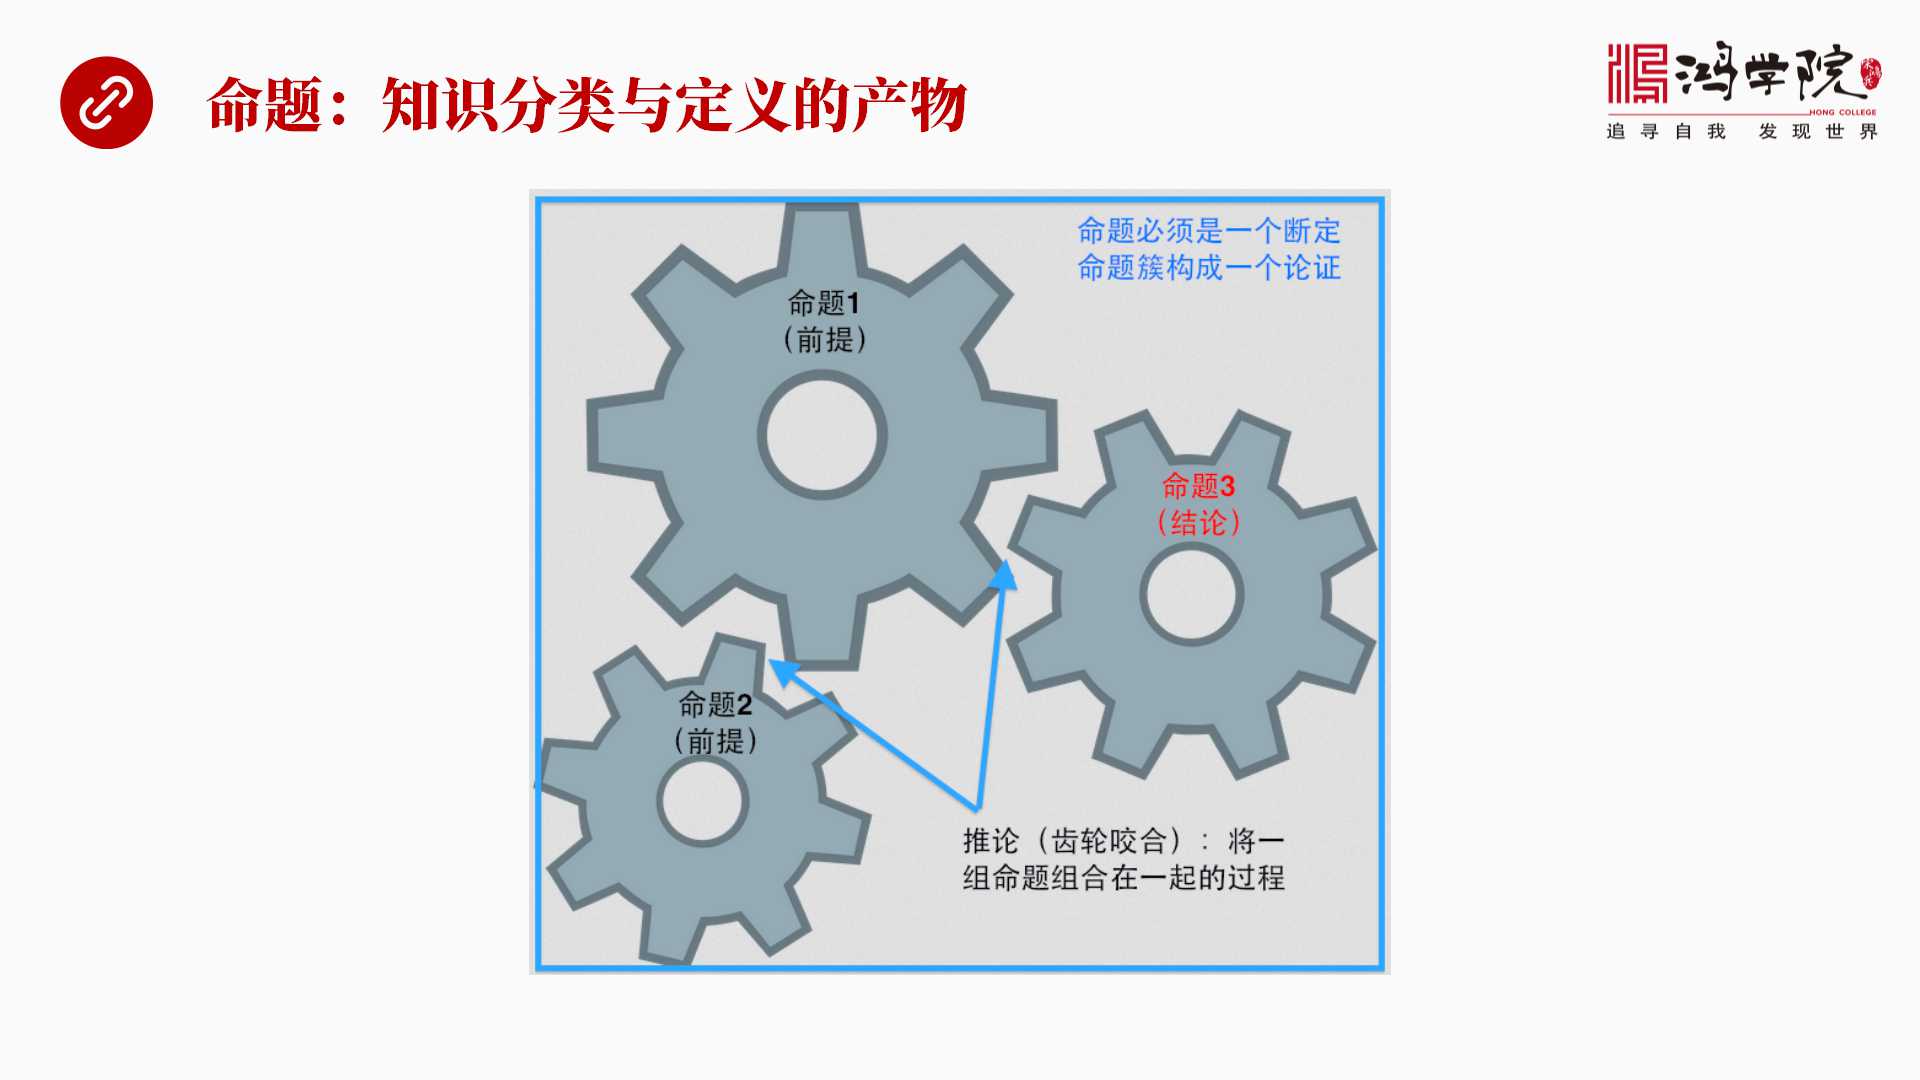 命题：知识分类与定义的产物
鸿学院
HONG COLLEGE
追寻自我 发现世界
命题必须是一个断定
命题簇构成一个论证
命题1
（前提）
命题3
（结论）
命题2
（前提）
推论（齿轮咬合）：将一
组命题组合在一起的过程